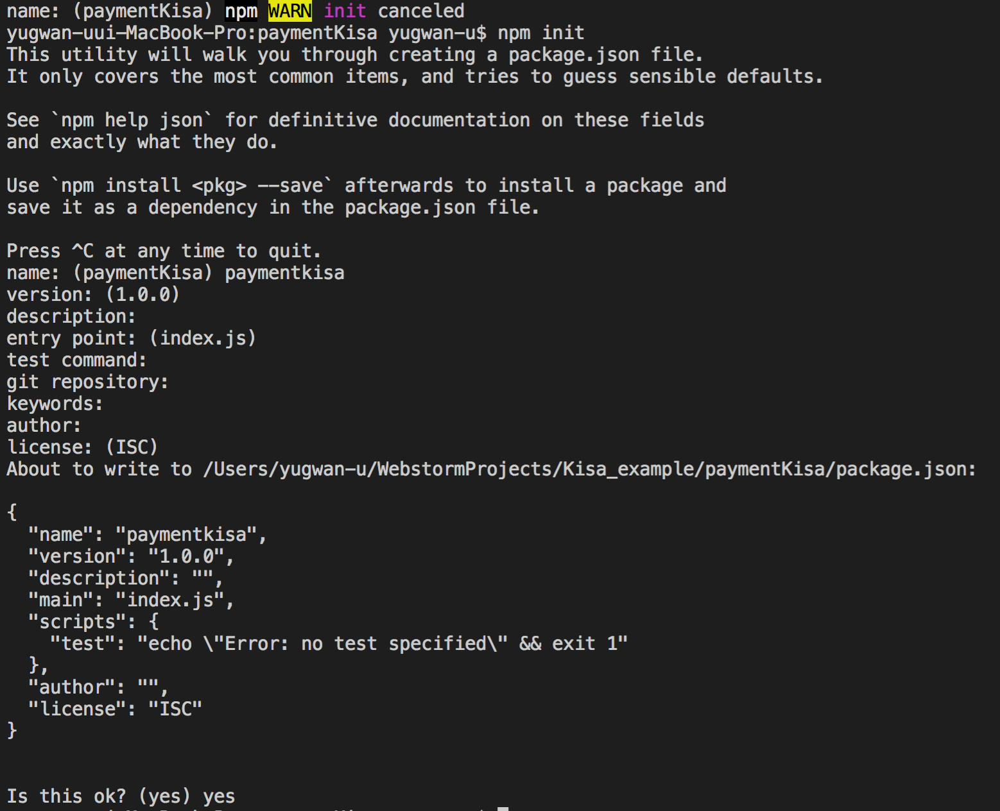 name: (paymentKisa) npm WARN init canceled
yugwan-uui-MacBook-Pro:paymentKisa yugwan-u$ npm init
This utility will walk you through creating a package.json file.
It only covers the most common items, and tries to guess sensible defaults.
See `npm help json` for definitive documentation on these fields
and exactly what they do.
Use `npm install <pkg> --save` afterwards to install a package and
save it as a dependency in the package.json file.
Press ^C at any time to quit.
name: (paymentKisa) paymentkisa
version: (1.0.0)
description:
entry point: (index.js)
test command:
git repository:
keywords:
author:
license: (ISC)
About to write to /Users/yugwan-u/WebstormProjects/Kisa_example/paymentKisa/package.json:
{
  "name": "paymentkisa",
  "version": "1.0.0",
  "description": "",
  "main": "index.js",
  "scripts": {
    "test": "echo \"Error: no test specified\" && exit 1"
  },
  "author": "",
  "license": "ISC"
}
Is this ok? (yes) yes